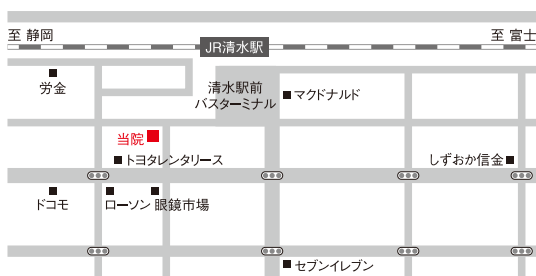 至 静岡
至 富士
JR清水駅
労金
清水駅前
バスターミナル
マクドナルド
当院
トヨタレンタリース
しずおか信金
ドコモ
ローソン
眼鏡市場
セブンイレブン